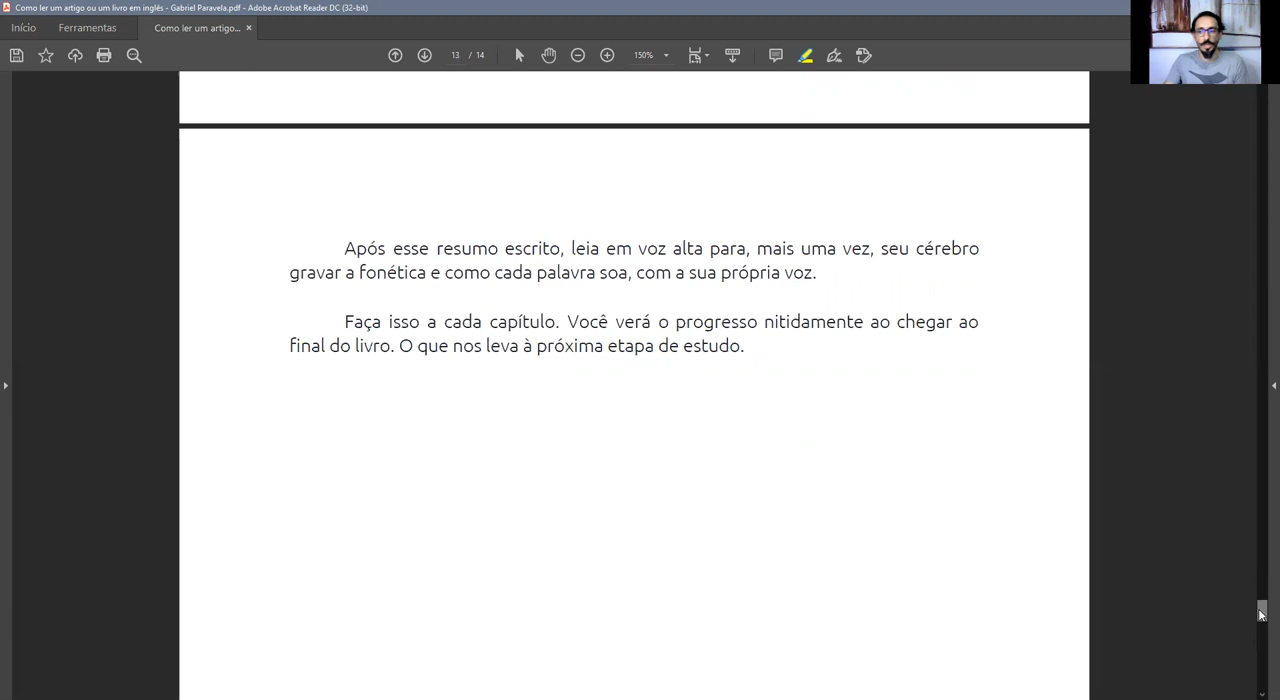 Como ler um artigo ou um livro em inglês - Gabriel Paravela.pdf - Adobe Acrobat Reader DC (32-bit)
Início
Ferramentas
Como ler um artigo...
13 / 14
150%
Após esse resumo escrito, leia em voz alta para, mais uma vez, seu cérebro
gravar a fonética e como cada palavra soa, com a sua própria voz.
Faça isso a cada capítulo. Você verá o progresso nitidamente ao chegar ao
final do livro. O que nos leva à próxima etapa de estudo.